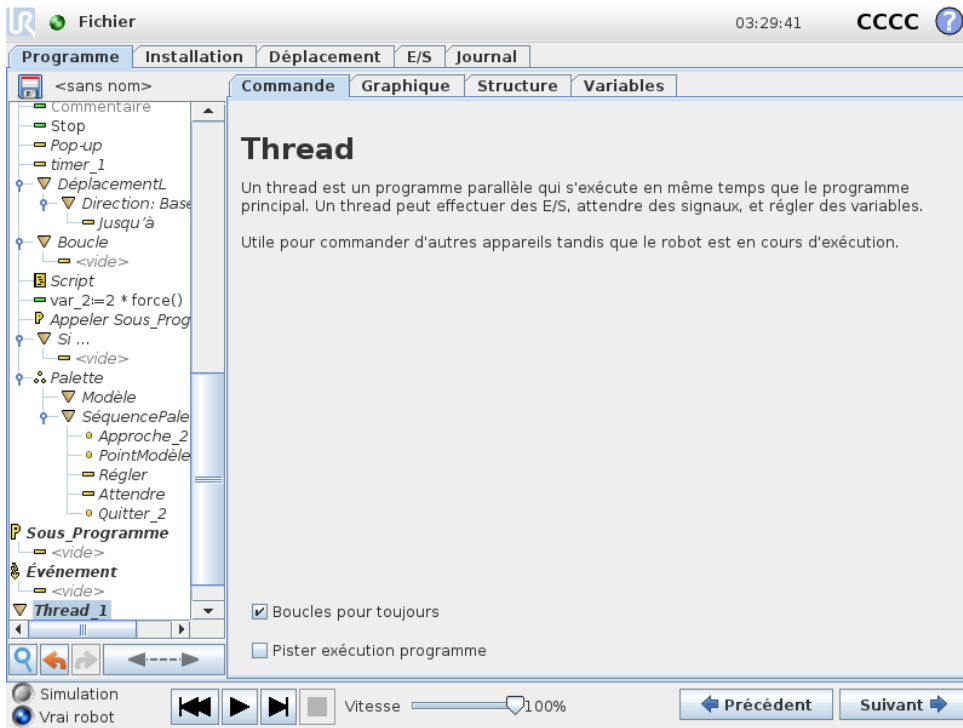 Fichier
03:29:41
CCCC
?
Programme
Installation
Déplacement
E/S
Journal
<sans nom>
Commande
Graphique
Structure
Variables
Commentaire
Stop
Pop-up
timer_1
DéplacementL
Direction: Base
Jusqu'à
Boucle
<vide>
Script
var_2:=2 * force()
P Appeler Sous_Prog
Si ...
<vide>
Palette
Modèle
SéquencePale
Approche_2
PointModèle
Régler
Attendre
Quitter_2
P Sous_Programme
<vide>
Événement
<vide>
Thread_1
Thread
Un thread est un programme parallèle qui s'exécute en même temps que le programme
principal. Un thread peut effectuer des E/S, attendre des signaux, et régler des variables.
Utile pour commander d'autres appareils tandis que le robot est en cours d'exécution.
Boucles pour toujours
Pister exécution programme
Simulation
Vrai robot
Vitesse
100%
Précédent
Suivant